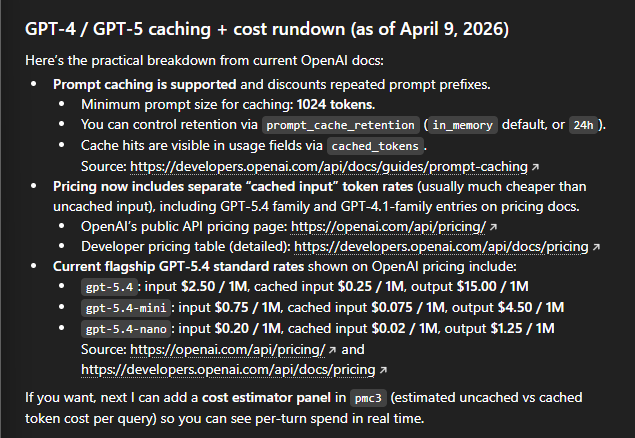 GPT-4 / GPT-5 caching + cost rundown (as of April 9, 2026)
Here's the practical breakdown from current OpenAI docs:
• Prompt caching is supported and discounts repeated prompt prefixes.
• Minimum prompt size for caching: 1024 tokens.
• You can control retention via prompt_cache_retention (in_memory default, or 24h).
• Cache hits are visible in usage fields via cached_tokens.
Source: https://developers.openai.com/api/docs/guides/prompt-caching ↗
• Pricing now includes separate “cached input” token rates (usually much cheaper than
uncached input), including GPT-5.4 family and GPT-4.1-family entries on pricing docs.
• OpenAI's public API pricing page: https://openai.com/api/pricing/ ↗
• Developer pricing table (detailed): https://developers.openai.com/api/docs/pricing ↗
• Current flagship GPT-5.4 standard rates shown on OpenAI pricing include:
• gpt-5.4: input $2.50 / 1M, cached input $0.25 / 1M, output $15.00 / 1M
• gpt-5.4-mini: input $0.75 / 1M, cached input $0.075 / 1M, output $4.50 / 1M
• gpt-5.4-nano: input $0.20 / 1M, cached input $0.02 / 1M, output $1.25 / 1M
Source: https://openai.com/api/pricing/ ↗ and
https://developers.openai.com/api/docs/pricing ↗
If you want, next I can add a cost estimator panel in pmc3 (estimated uncached vs cached
token cost per query) so you can see per-turn spend in real time.